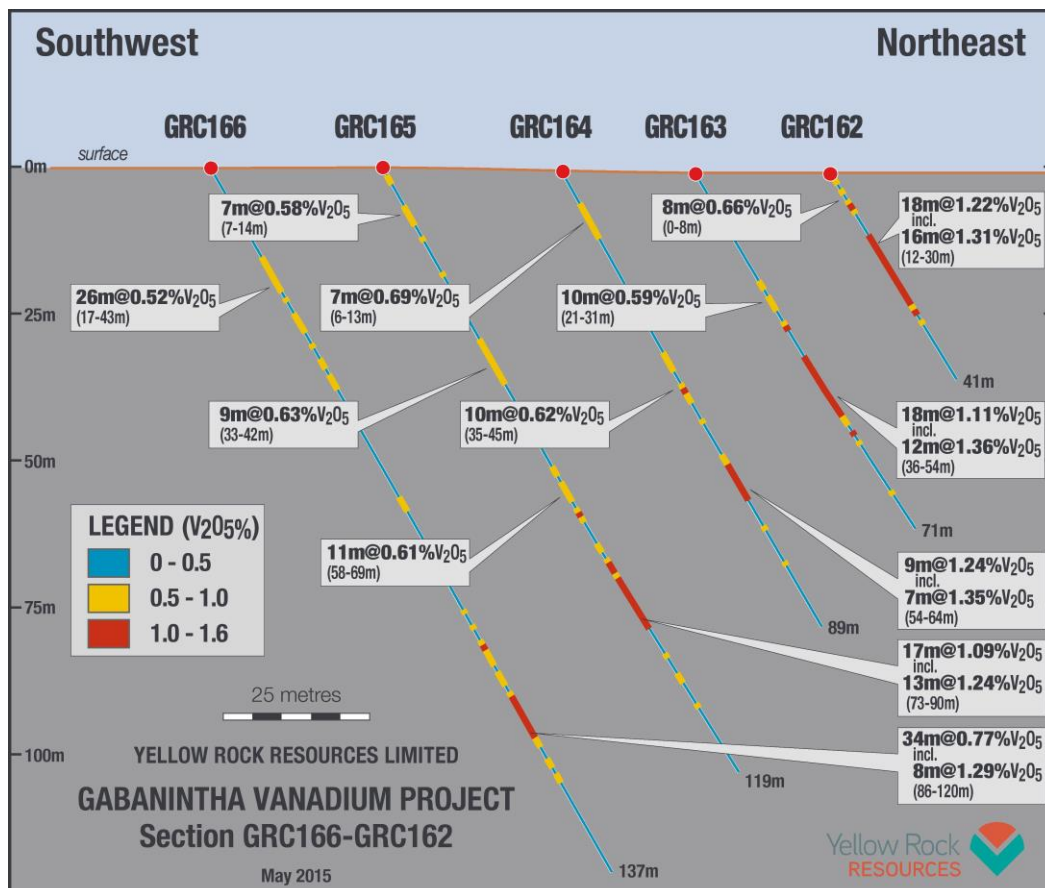 Southwest
Northeast
GRC166
GRC165
GRC164
GRC163
GRC162
0m
surface
7m@0.58%V₂O₅
(7-14m)
8m@0.66%V₂O₅
(0-8m)
18m@1.22%V₂O₅
incl.
16m@1.31%V₂O₅
(12-30m)
26m@0.52%V₂O₅
(17-43m)
7m@0.69%V₂O₅
(6-13m)
10m@0.59%V₂O₅
(21-31m)
25m
41m
9m@0.63%V₂O₅
(33-42m)
10m@0.62%V₂O₅
(35-45m)
18m@1.11%V₂O₅
incl.
12m@1.36%V₂O₅
(36-54m)
50m
71m
LEGEND (V₂O₅%)
0 - 0.5
0.5 - 1.0
1.0 - 1.6
11m@0.61%V₂O₅
(58-69m)
9m@1.24%V₂O₅
incl.
7m@1.35%V₂O₅
(54-64m)
75m
89m
17m@1.09%V₂O₅
incl.
13m@1.24%V₂O₅
(73-90m)
25 metres
34m@0.77%V₂O₅
incl.
8m@1.29%V₂O₅
(86-120m)
100m
119m
YELLOW ROCK RESOURCES LIMITED
GABANINTHA VANADIUM PROJECT
Section GRC166-GRC162
May 2015
137m
Yellow Rock
RESOURCES